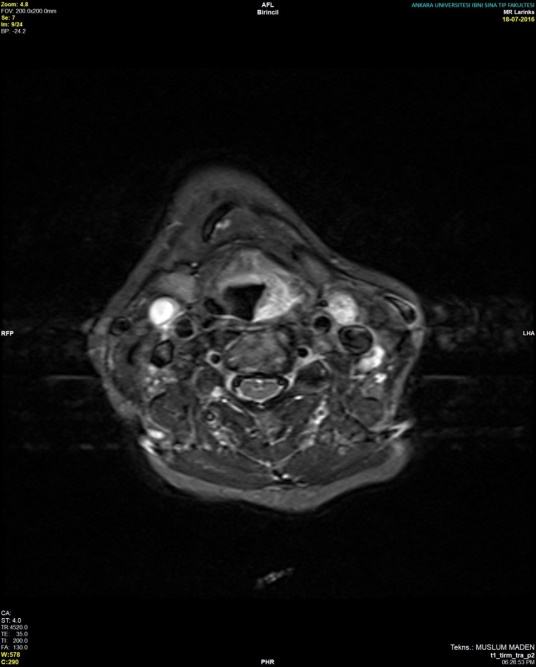 Zoom: 4.8
FOV: 200.0x200.0mm
Se: 7
Im: 9/24
BP: -24.2
AFL
Birincil
ANKARA UNIVERSITESI IBNI SINA TIP FAKULTESI
MR Larinks
18-07-2016
RFP
LHA
CA:
ST: 4.0
TR:4520.0
TE: 35.0
TI: 200.0
FA: 130.0
W:578
C:290
PHR
Tekns.: MUSLUM MADEN
t1_tirm_tra_p2
06:26:53 PM